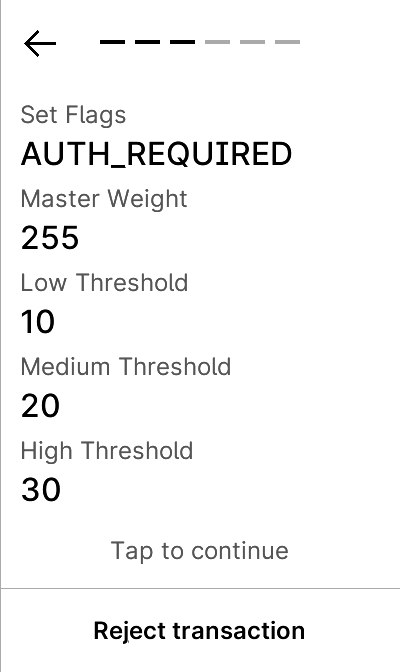 Set Flags
AUTH_REQUIRED
Master Weight
255
Low Threshold
10
Medium Threshold
20
High Threshold
30
Tap to continue
Reject transaction